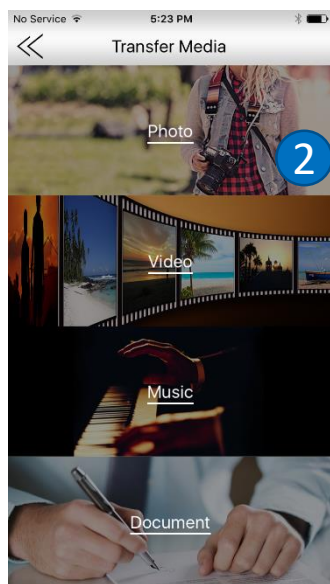 No Service 5:23 PM
Transfer Media
Photo
2
Video
Music
Document